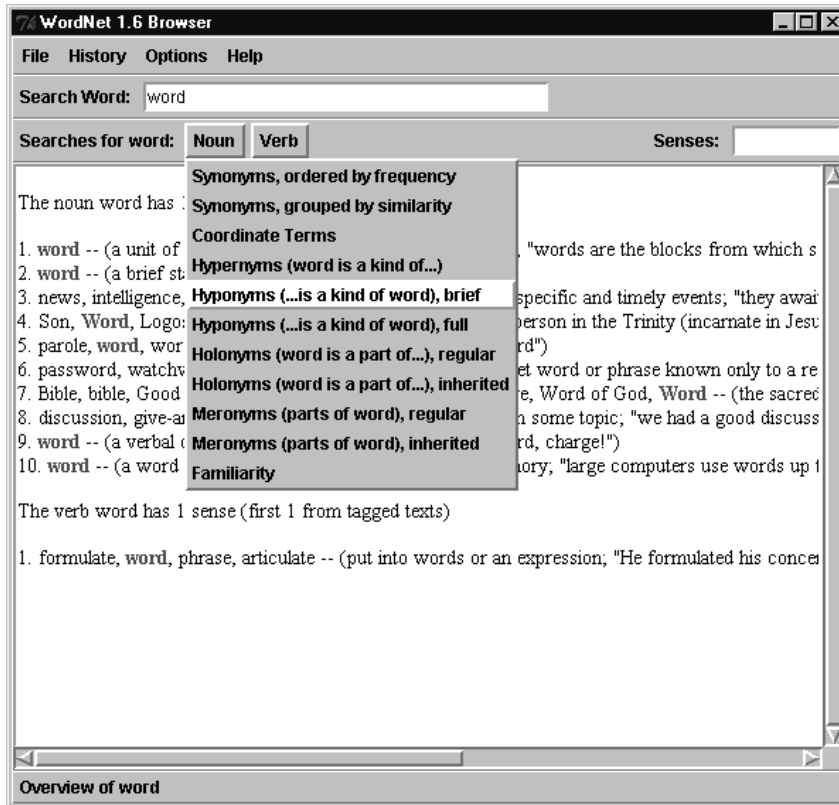 WordNet 1.6 Browser
File History Options Help
Search Word: word
Searches for word: Noun Verb Senses:
Synonyms, ordered by frequency
Synonyms, grouped by similarity
Coordinate Terms
Hypernyms (word is a kind of...)
Hyponyms (...is a kind of word), brief
Hyponyms (...is a kind of word), full
Holonyms (word is a part of...), regular
Holonyms (word is a part of...), inherited
Meronyms (parts of word), regular
Meronyms (parts of word), inherited
Familiarity
The noun word has
1. word -- (a unit of , "words are the blocks from which s
2. word -- (a brief st
3. news, intelligence, specific and timely events; "they awai
4. Son, Word, Logo person in the Trinity (incarnate in Jesu
5. parole, word, wor rd")
6. password, watchw et word or phrase known only to a re
7. Bible, bible, Good e, Word of God, Word -- (the sacred
8. discussion, give-a n some topic; "we had a good discuss
9. word -- (a verbal rd, charge!")
10. word -- (a word ory; "large computers use words up t
The verb word has 1 sense (first 1 from tagged texts)
1. formulate, word, phrase, articulate -- (put into words or an expression; "He formulated his conce
Overview of word